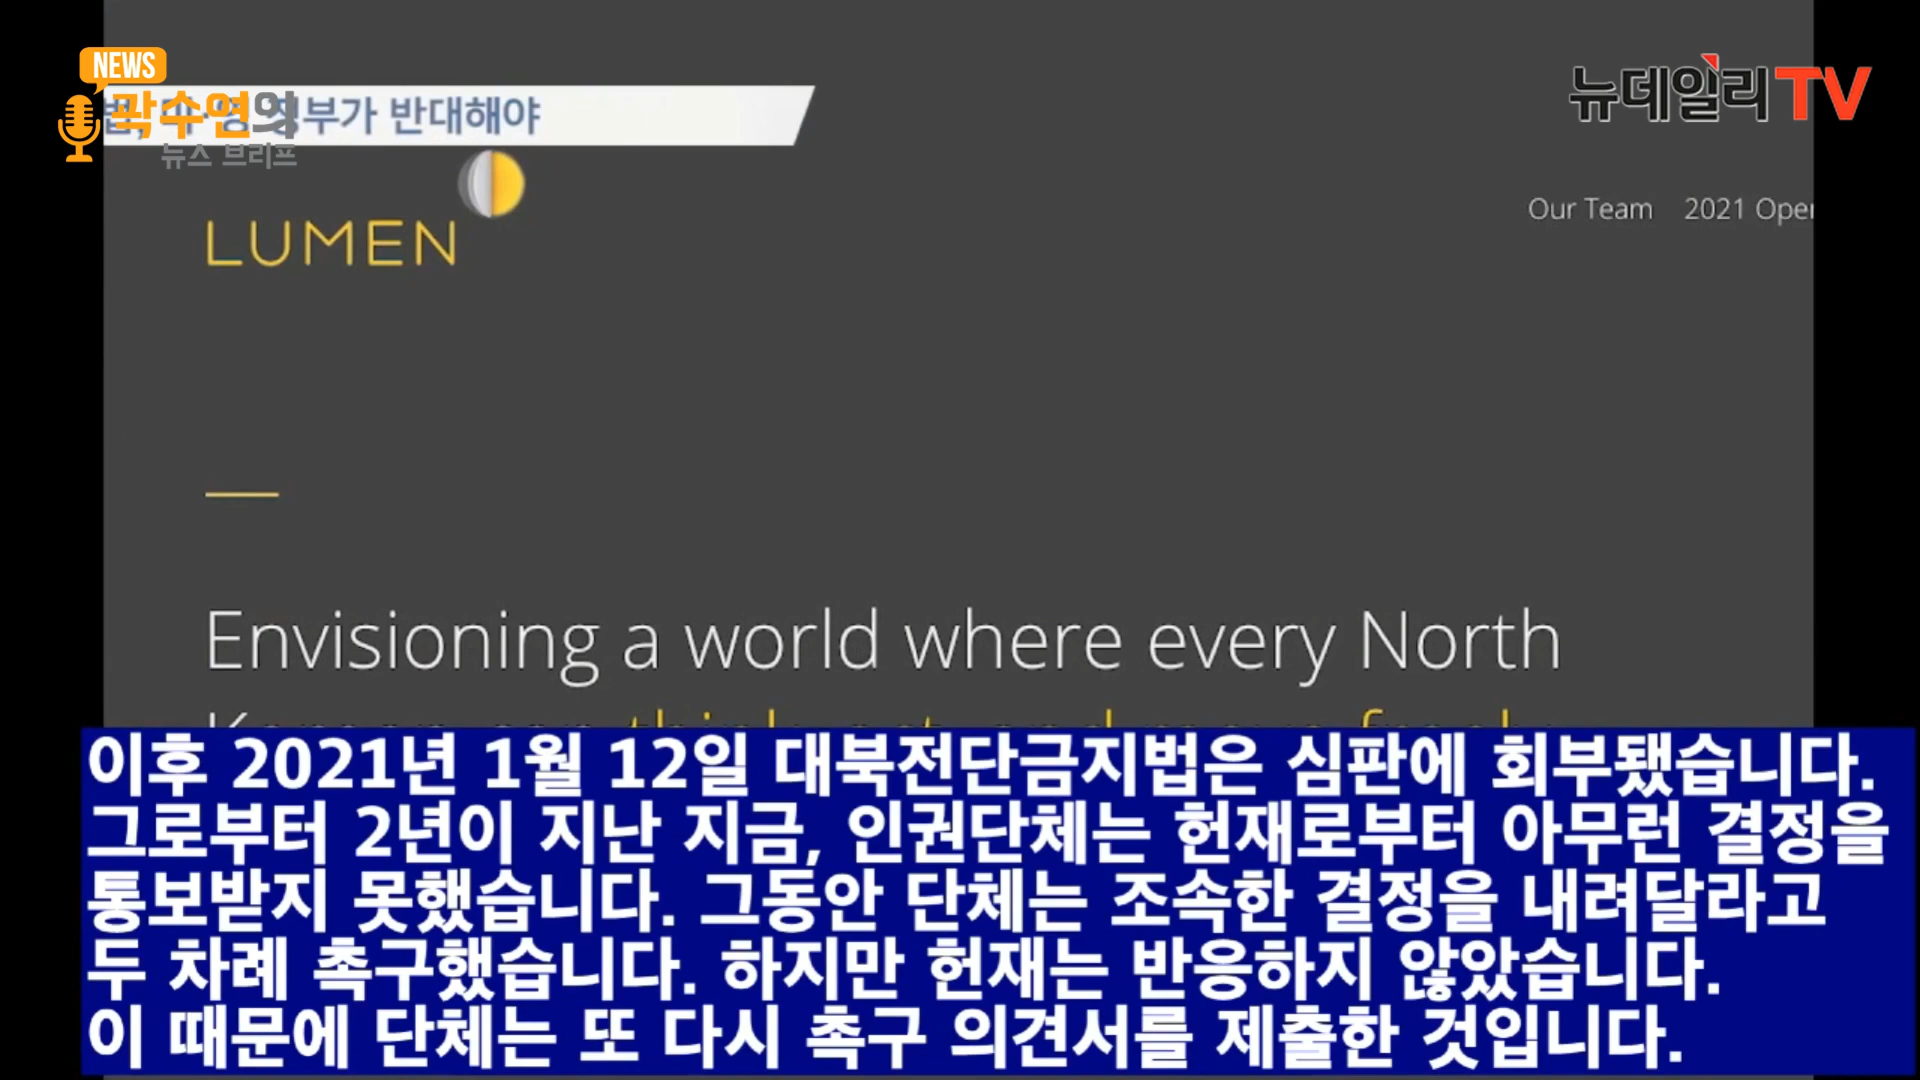 NEWS
곽수연의
뉴스 브리프
정부가 반대해야
뉴데일리TV
Our Team 2021 Open
LUMEN
Envisioning a world where every North
이후 2021년 1월 12일 대북전단금지법은 심판에 회부됐습니다.
그로부터 2년이 지난 지금, 인권단체는 헌재로부터 아무런 결정을
통보받지 못했습니다. 그동안 단체는 조속한 결정을 내려달라고
두 차례 촉구했습니다. 하지만 헌재는 반응하지 않았습니다.
이 때문에 단체는 또 다시 촉구 의견서를 제출한 것입니다.